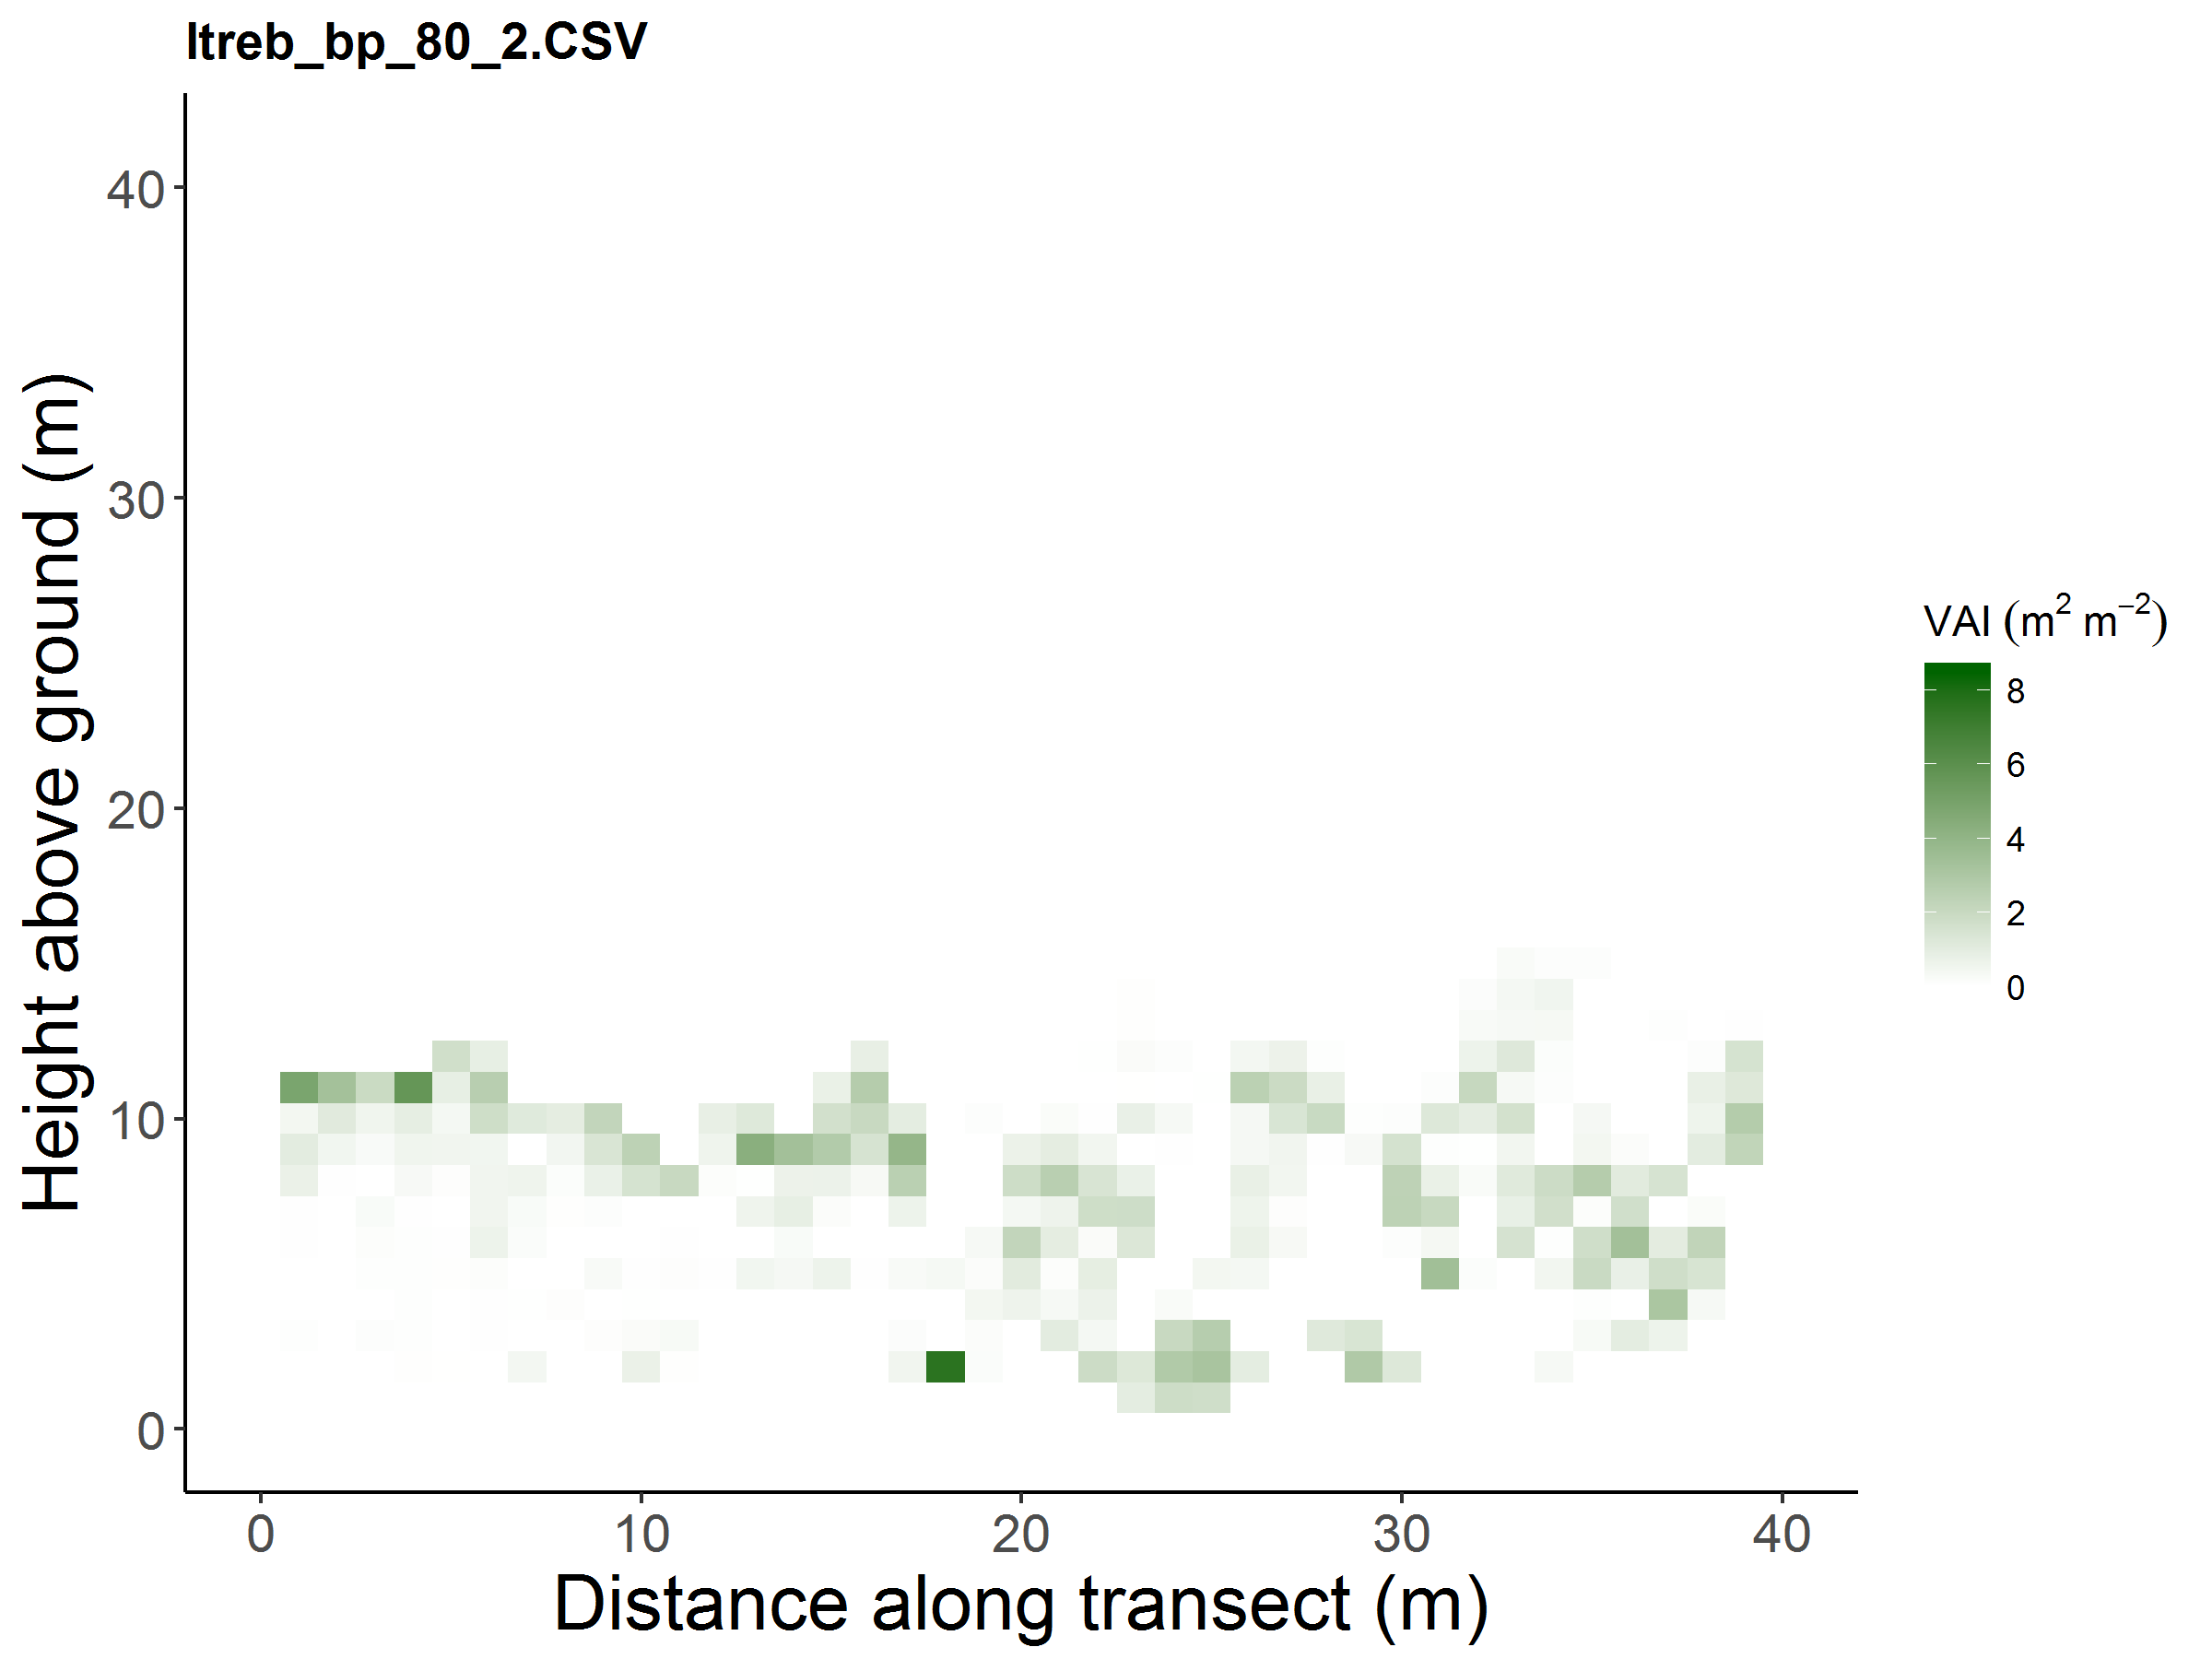 ltreb_bp_80_2.CSV
Height above ground (m)
40
30
20
10
0
0 10 20 30 40
Distance along transect (m)
VAI (m² m⁻²)
8
6
4
2
0